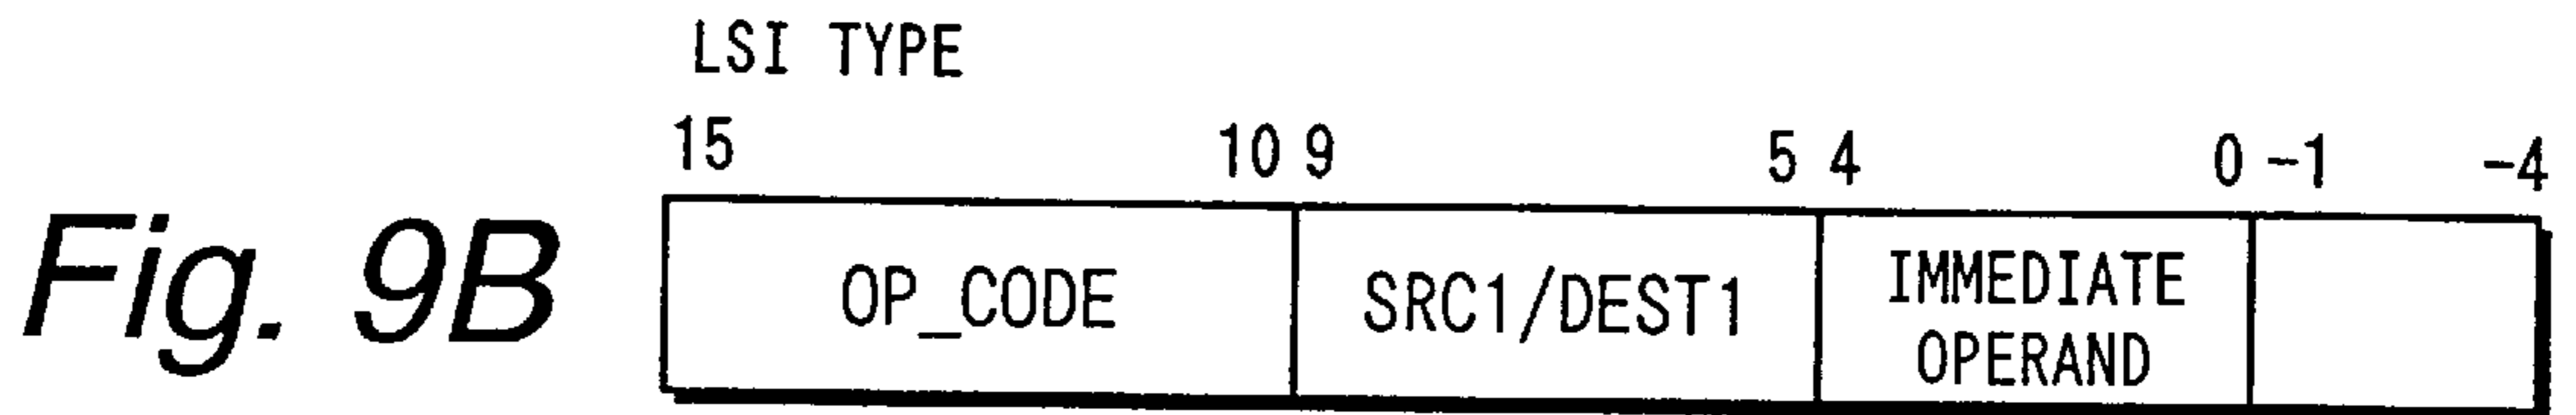 LSI TYPE
15 10 9 5 4 0 -1 -4
Fig. 9B
OP_CODE SRC1/DEST1 IMMEDIATE
OPERAND